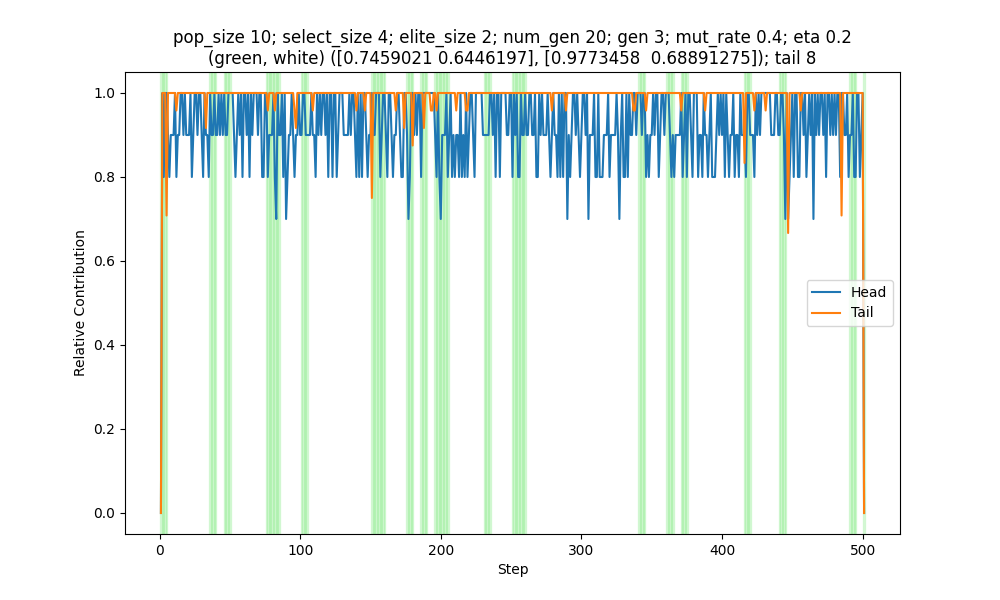 pop_size 10; select_size 4; elite_size 2; num_gen 20; gen 3; mut_rate 0.4; eta 0.2
(green, white) ([0.7459021 0.6446197], [0.9773458  0.68891275]); tail 8
Relative Contribution
1.0
0.8
0.6
0.4
0.2
0.0
Head
Tail
0
100
200
300
400
500
Step